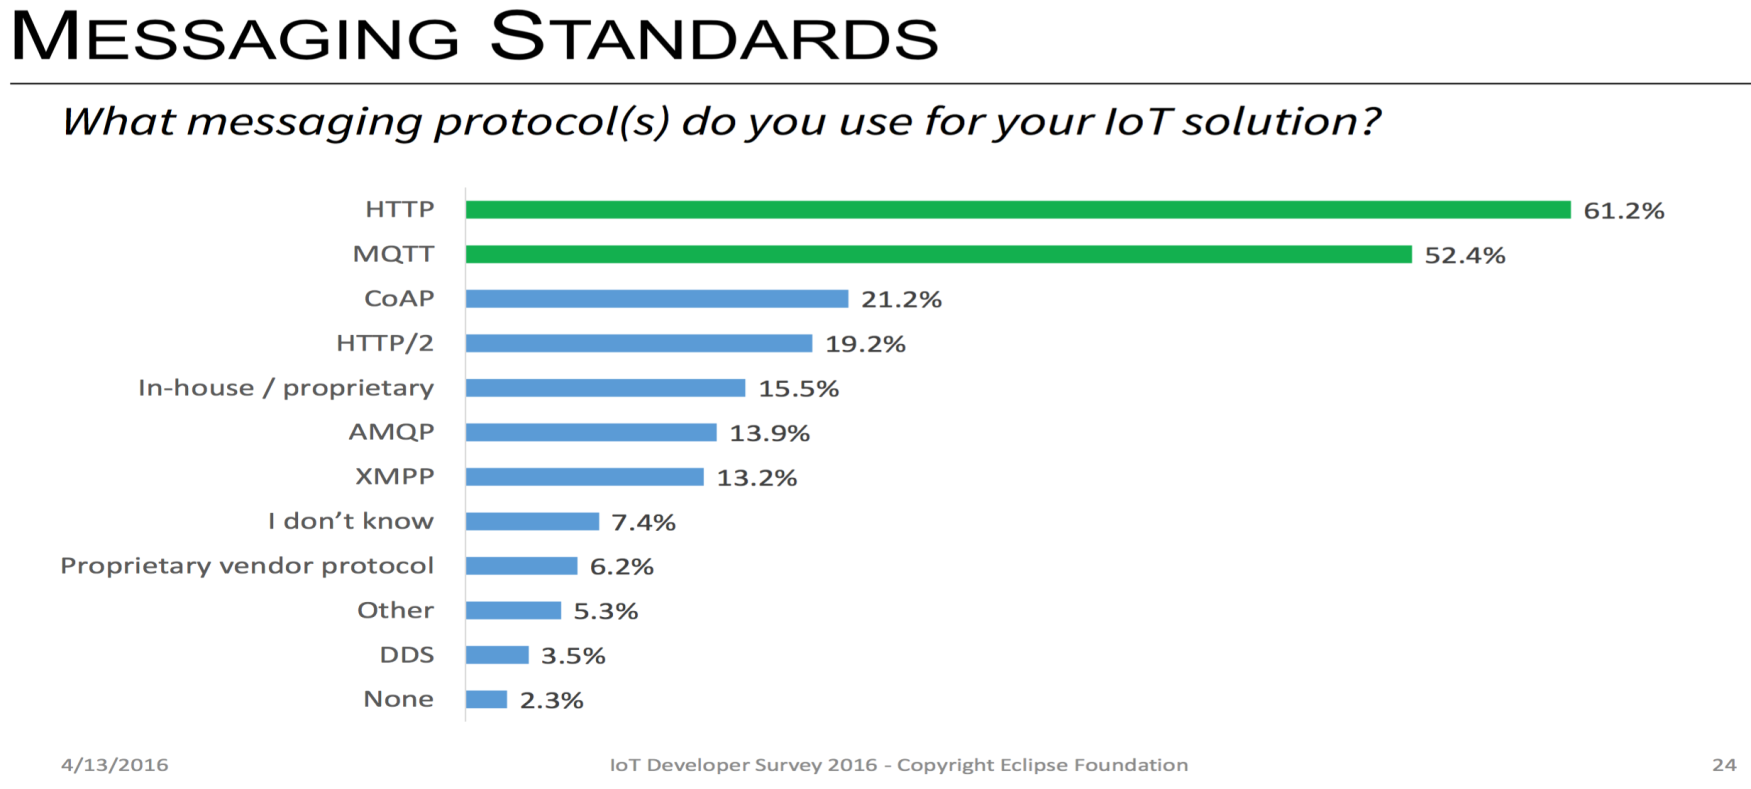 MESSAGING STANDARDS
What messaging protocol(s) do you use for your IoT solution?
HTTP 61.2%
MQTT 52.4%
CoAP 21.2%
HTTP/2 19.2%
In-house / proprietary 15.5%
AMQP 13.9%
XMPP 13.2%
I don’t know 7.4%
Proprietary vendor protocol 6.2%
Other 5.3%
DDS 3.5%
None 2.3%
4/13/2016 IoT Developer Survey 2016 - Copyright Eclipse Foundation 24